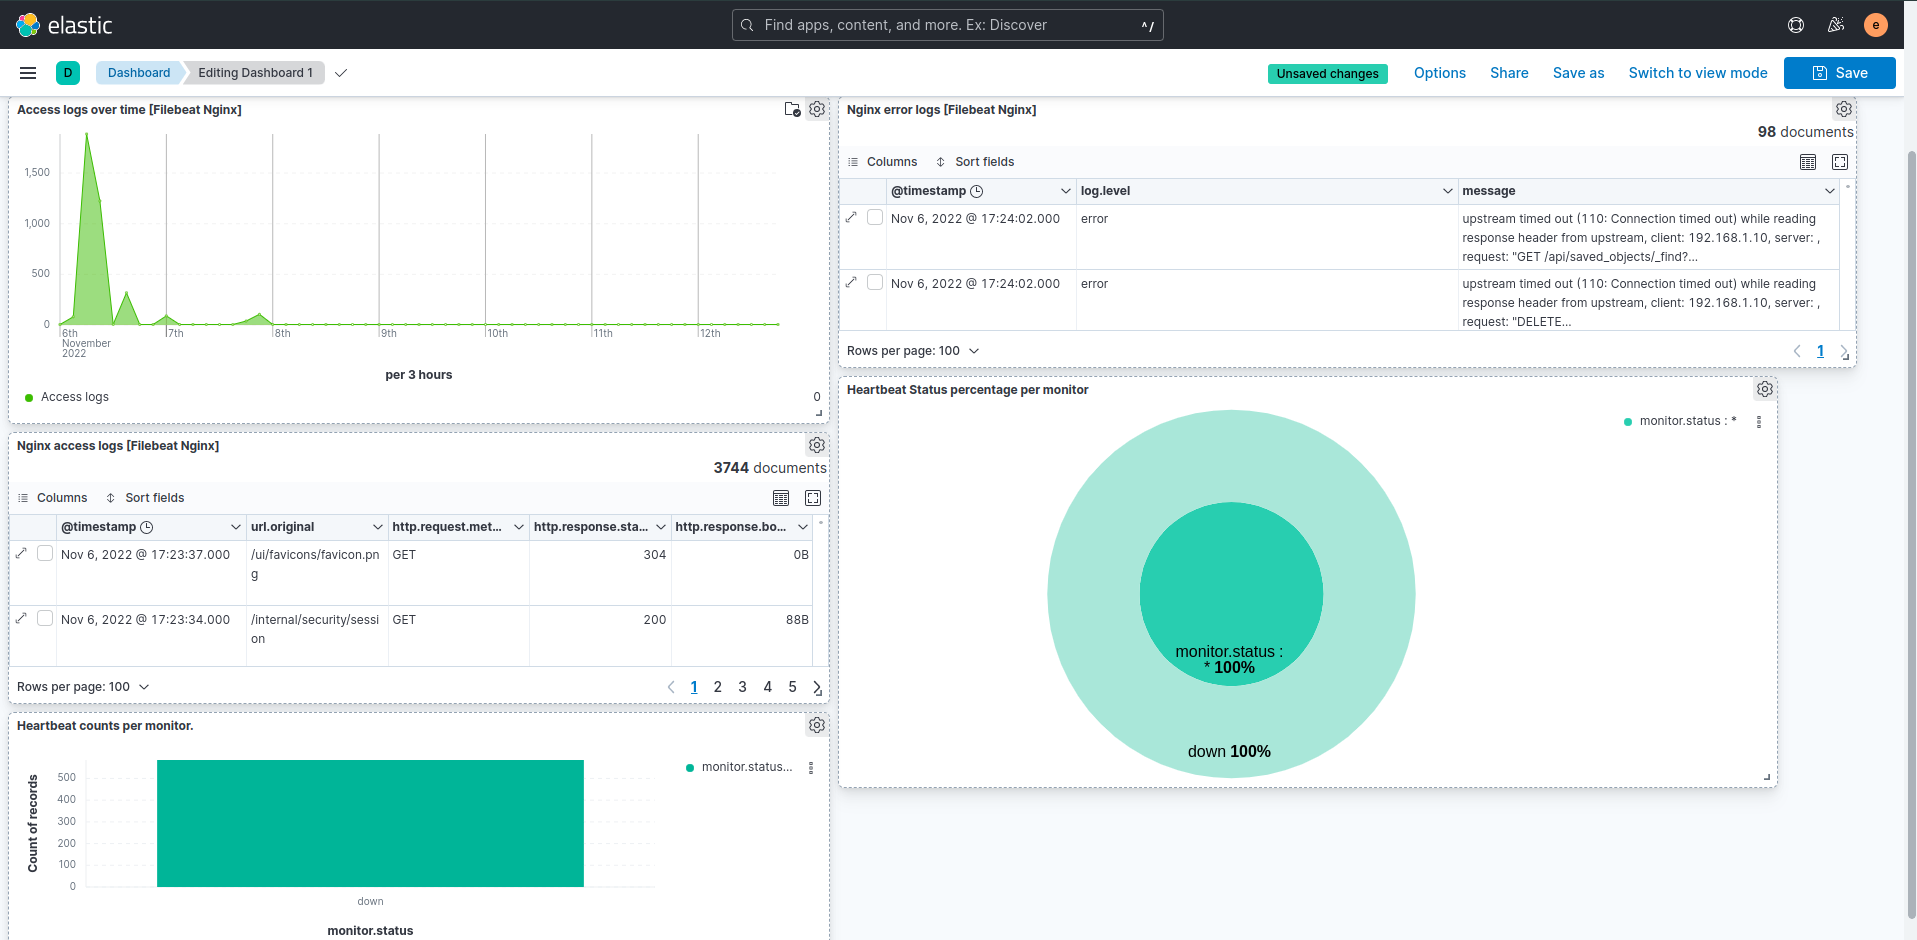 elastic
Find apps, content, and more. Ex: Discover
^/
e
D
Dashboard
Editing Dashboard 1
Unsaved changes
Options
Share
Save as
Switch to view mode
Save
Access logs over time [Filebeat Nginx]
1,500
1,000
500
0
6th
November
2022
7th
8th
9th
10th
11th
12th
per 3 hours
Access logs
0
Nginx error logs [Filebeat Nginx]
98 documents
Columns
Sort fields
@timestamp
log.level
message
Nov 6, 2022 @ 17:24:02.000
error
upstream timed out (110: Connection timed out) while reading
response header from upstream, client: 192.168.1.10, server: ,
request: "GET /api/saved_objects/_find?...
Nov 6, 2022 @ 17:24:02.000
error
upstream timed out (110: Connection timed out) while reading
response header from upstream, client: 192.168.1.10, server: ,
request: "DELETE...
Rows per page: 100
1
Nginx access logs [Filebeat Nginx]
3744 documents
Columns
Sort fields
@timestamp
url.original
http.request.met...
http.response.sta...
http.response.bo...
Nov 6, 2022 @ 17:23:37.000
/ui/favicons/favicon.pn
g
GET
304
0B
Nov 6, 2022 @ 17:23:34.000
/internal/security/sessi
on
GET
200
88B
Rows per page: 100
1 2 3 4 5
Heartbeat Status percentage per monitor
monitor.status : *
monitor.status :
* 100%
down 100%
Heartbeat counts per monitor.
Count of records
500
400
300
200
100
0
down
monitor.status
monitor.status...